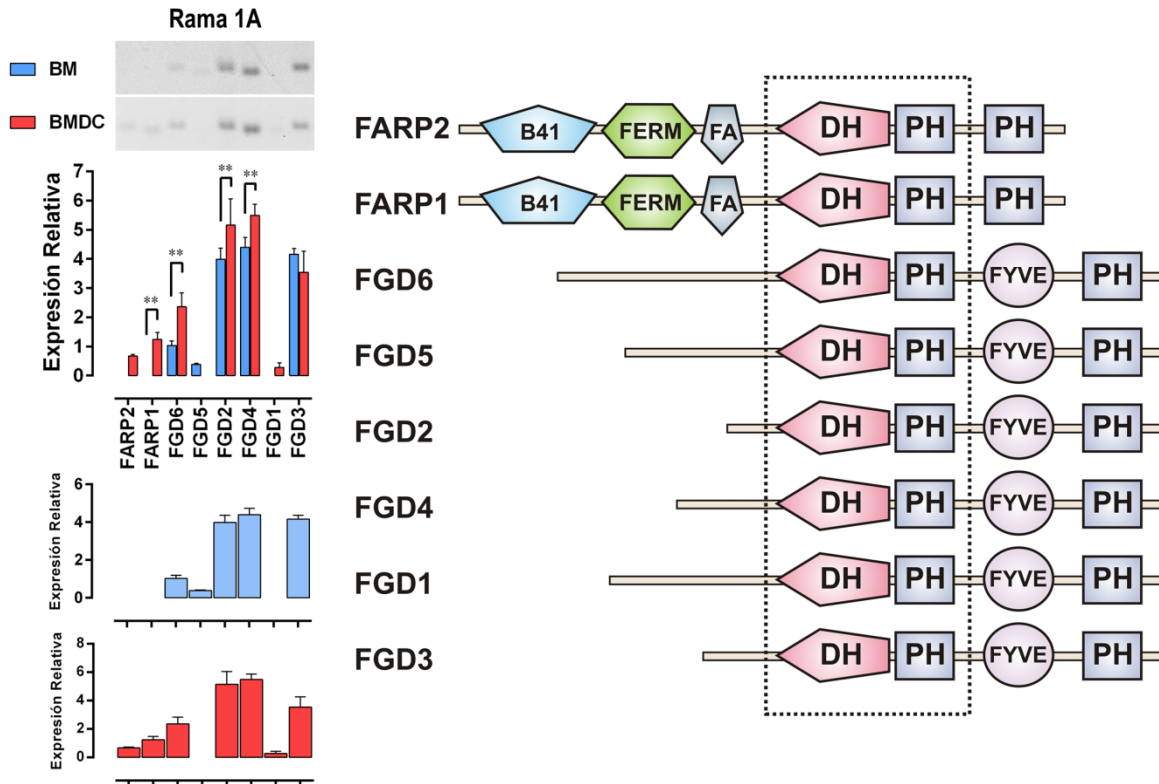 Rama 1A
BM
BMDC
Expresión Relativa
7
6
5
4
3
2
1
0
**
**
**
**
FARP2
FARP1
FGD6
FGD5
FGD2
FGD4
FGD1
FGD3
Expresión Relativa
6
4
2
0
Expresión Relativa
8
6
4
2
0
FARP2 B41 FERM FA DH PH PH
FARP1 B41 FERM FA DH PH PH
FGD6 DH PH FYVE PH
FGD5 DH PH FYVE PH
FGD2 DH PH FYVE PH
FGD4 DH PH FYVE PH
FGD1 DH PH FYVE PH
FGD3 DH PH FYVE PH